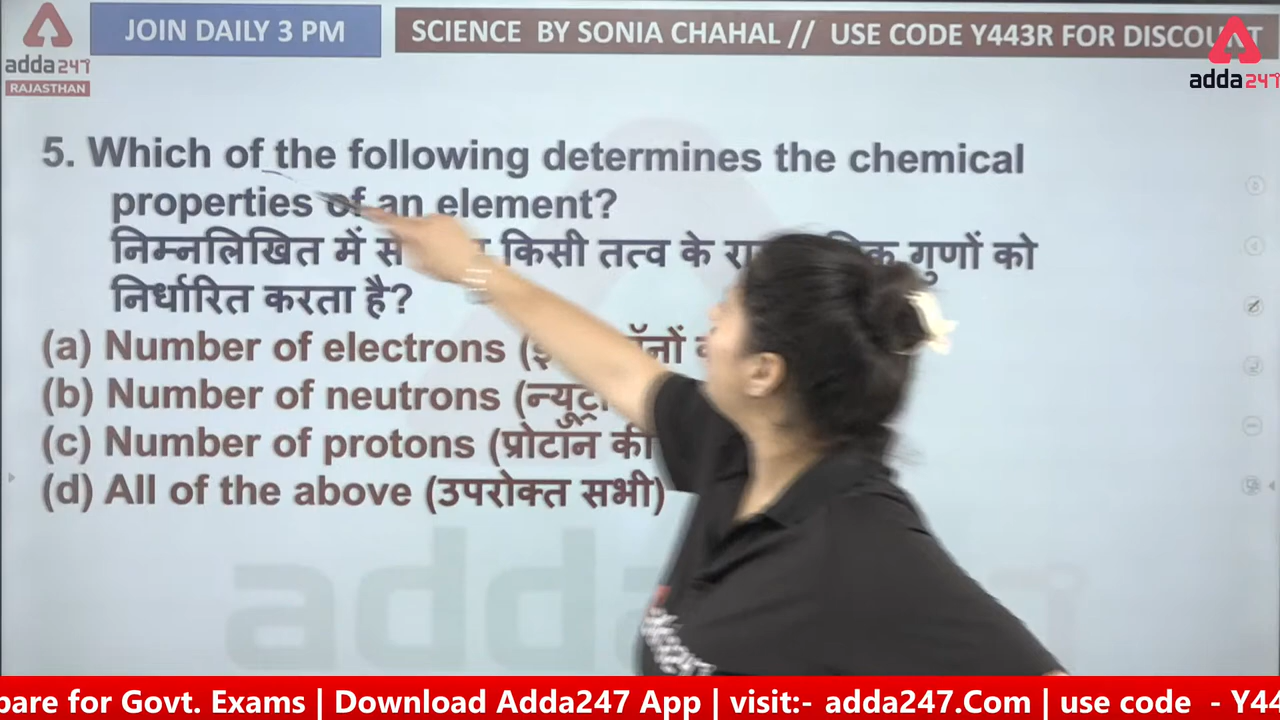 JOIN DAILY 3 PM
SCIENCE BY SONIA CHAHAL // USE CODE Y443R FOR DISCOUNT
adda247
RAJASTHAN
adda247
5. Which of the following determines the chemical
properties of an element?
निम्नलिखित में किसी तत्व के गुणों को
निर्धारित करता है?
(a) Number of electrons
(b) Number of neutrons
(c) Number of protons (प्रोटॉन की
(d) All of the above (उपरोक्त सभी)
adda
pare for Govt. Exams | Download Adda247 App | visit:- adda247.Com | use code - Y44